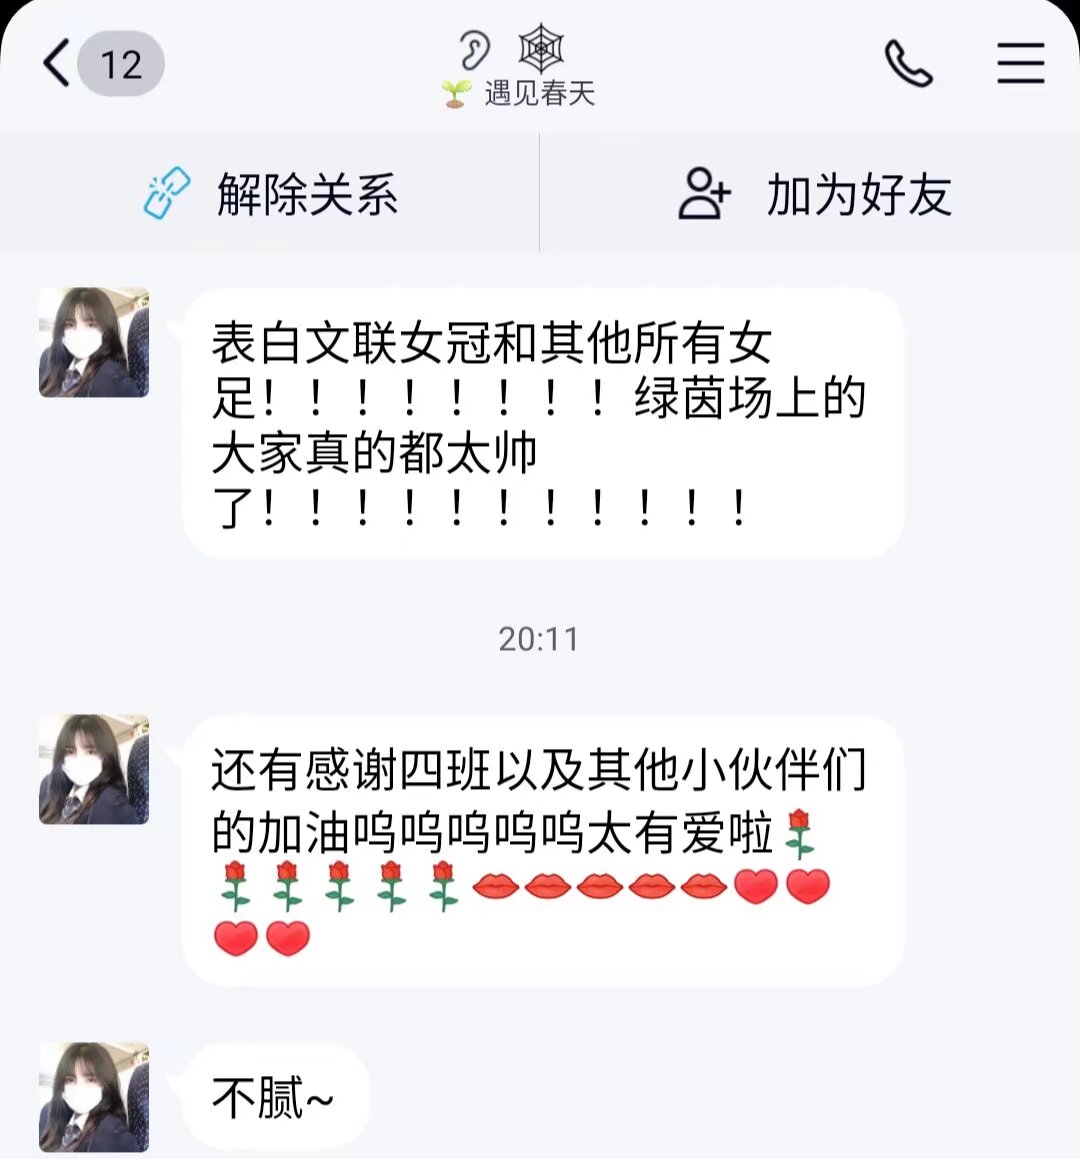 12
遇见春天
解除关系
加为好友
表白文联女冠和其他所有女
足！！！！！！！！绿茵场上的
大家真的都太帅
了！！！！！！！！！！！
20:11
还有感谢四班以及其他小伙伴们
的加油呜呜呜呜呜太有爱啦🌹
🌹🌹🌹🌹🌹👄👄👄👄👄❤️❤️
❤️❤️
不腻~